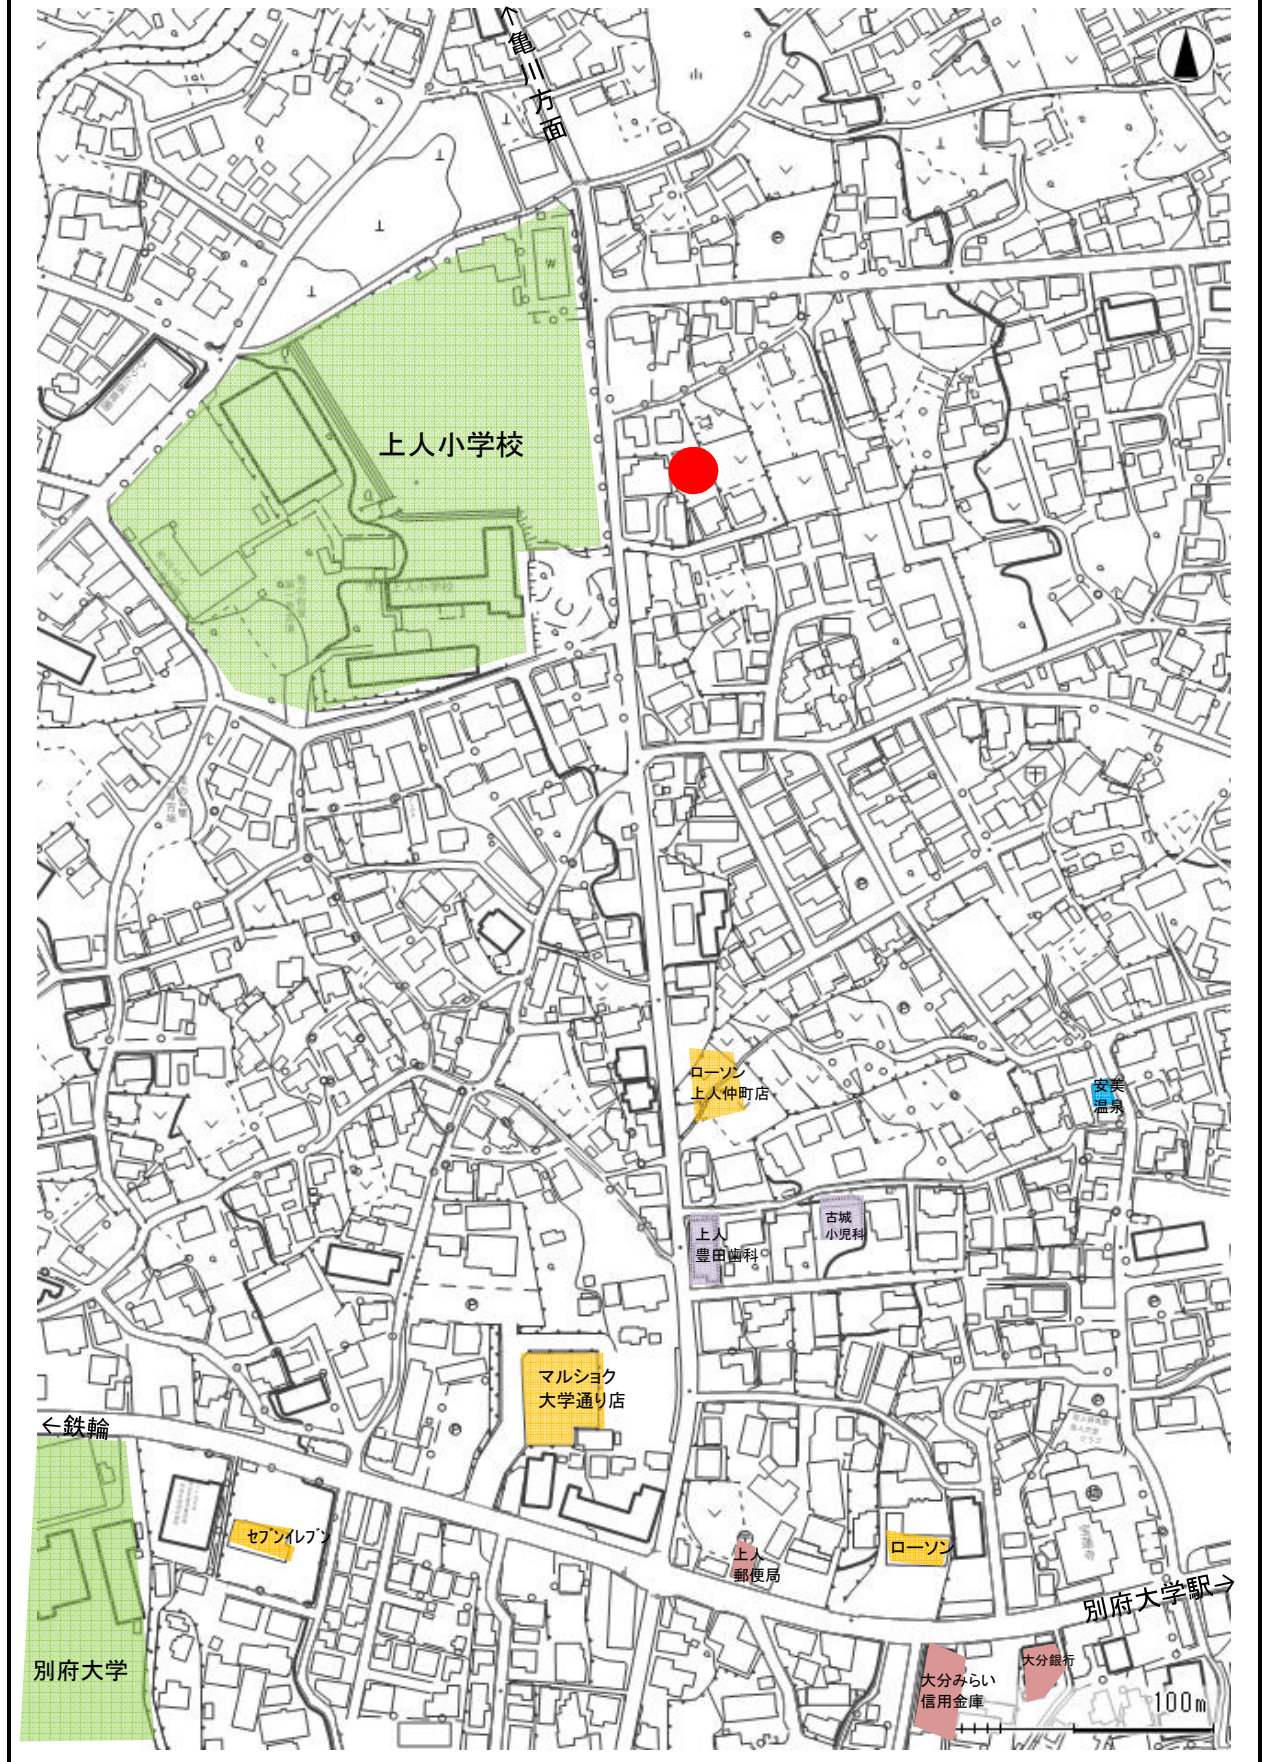 ←亀川方面
W
上人小学校
ローソン
上人仲町店
安美
温泉
古城
小児科
上人
豊田歯科
マルショク
大学通り店
←鉄輪
セブンイレブン
ローソン
上人
郵便局
別府大学駅→
別府大学
大分銀行
大分みらい
信用金庫
100m